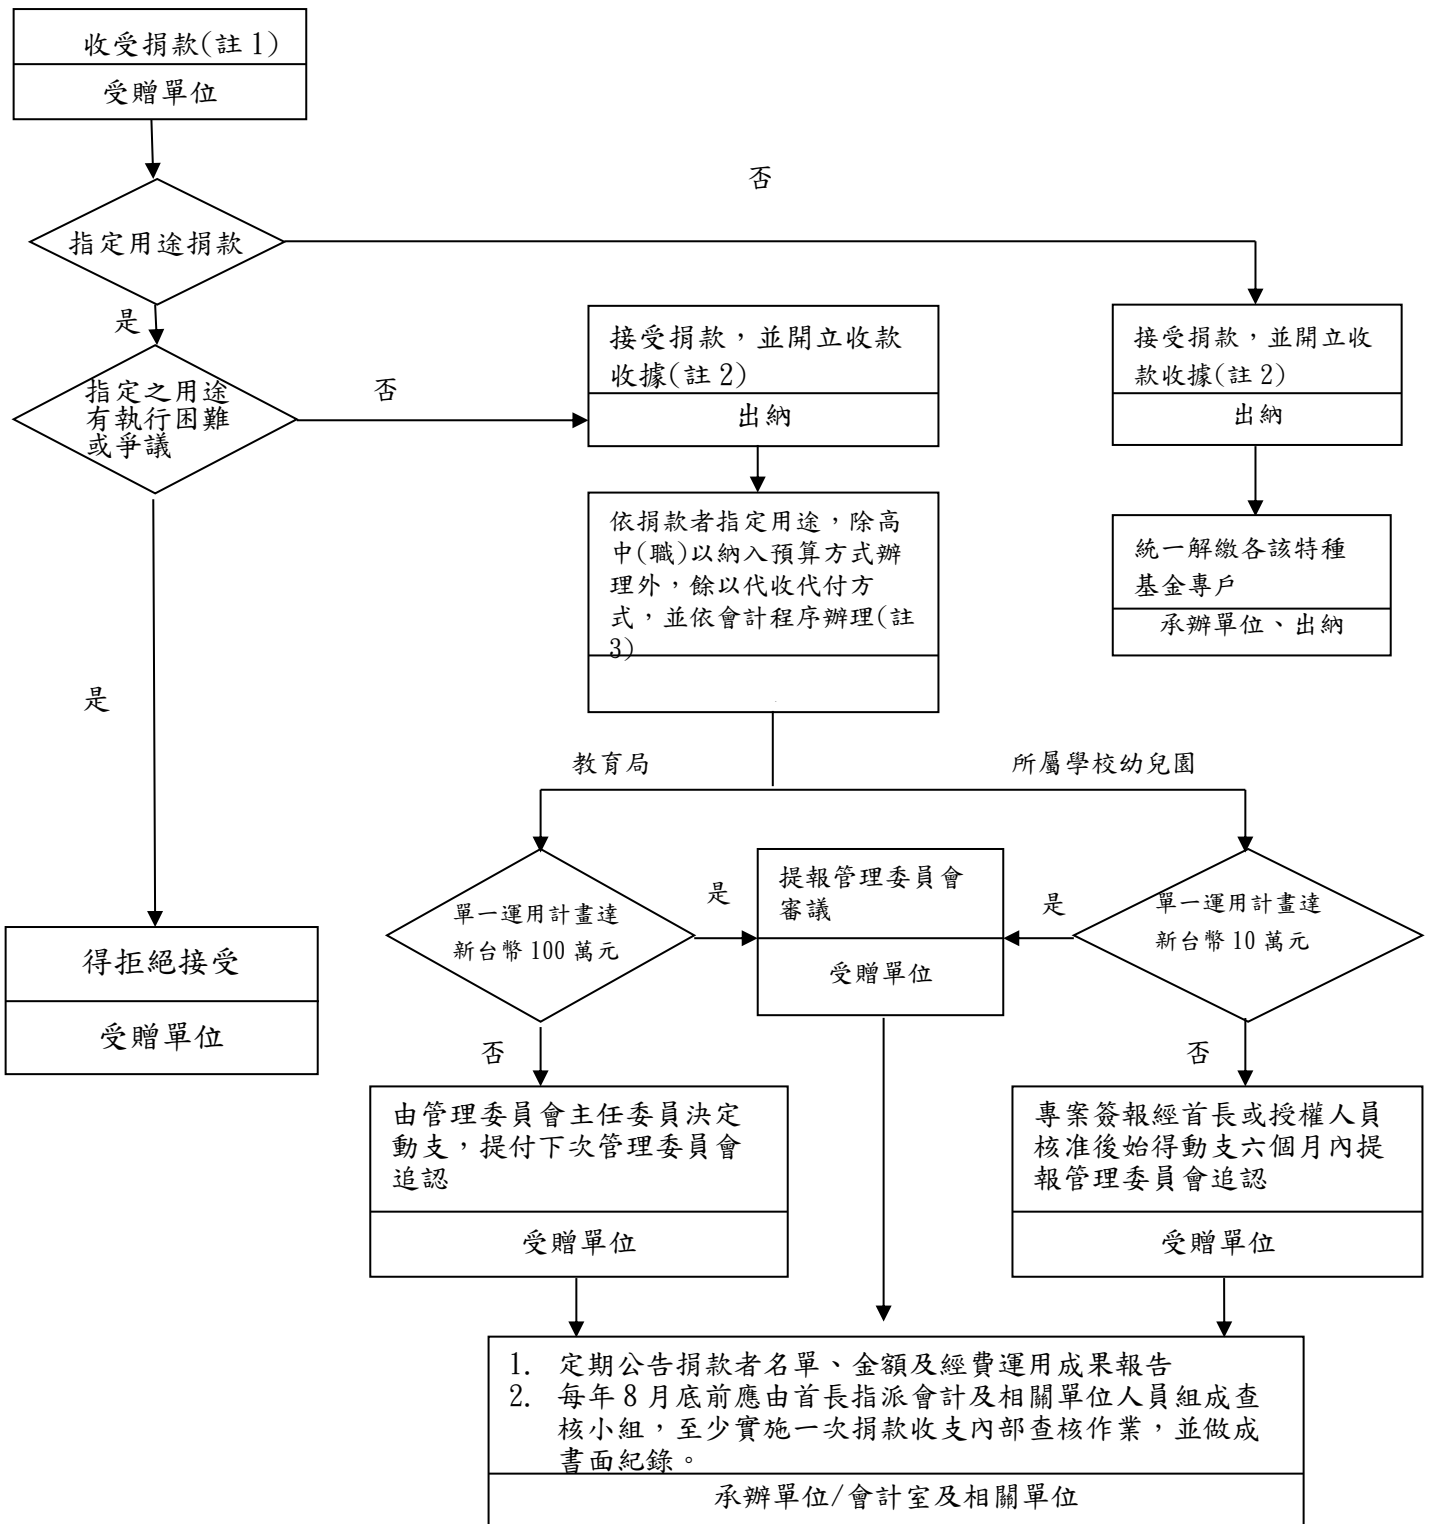 收受捐款(註 1)
受贈單位
否
指定用途捐款
是
接受捐款，並開立收款
收據(註 2)
出納
接受捐款，並開立收
款收據(註 2)
出納
指定之用途
有執行困難
或爭議
否
依捐款者指定用途，除高
中(職)以納入預算方式辦
理外，餘以代收代付方
式，並依會計程序辦理(註
3)
統一解繳各該特種
基金專戶
承辦單位、出納
是
教育局
所屬學校幼兒園
單一運用計畫達
新台幣 100 萬元
是
提報管理委員會
審議
受贈單位
是
單一運用計畫達
新台幣 10 萬元
得拒絕接受
受贈單位
否
否
由管理委員會主任委員決定
動支，提付下次管理委員會
追認
受贈單位
專案簽報經首長或授權人員
核准後始得動支六個月內提
報管理委員會追認
受贈單位
1. 定期公告捐款者名單、金額及經費運用成果報告
2. 每年 8 月底前應由首長指派會計及相關單位人員組成查
核小組，至少實施一次捐款收支內部查核作業，並做成
書面紀錄。
承辦單位/會計室及相關單位